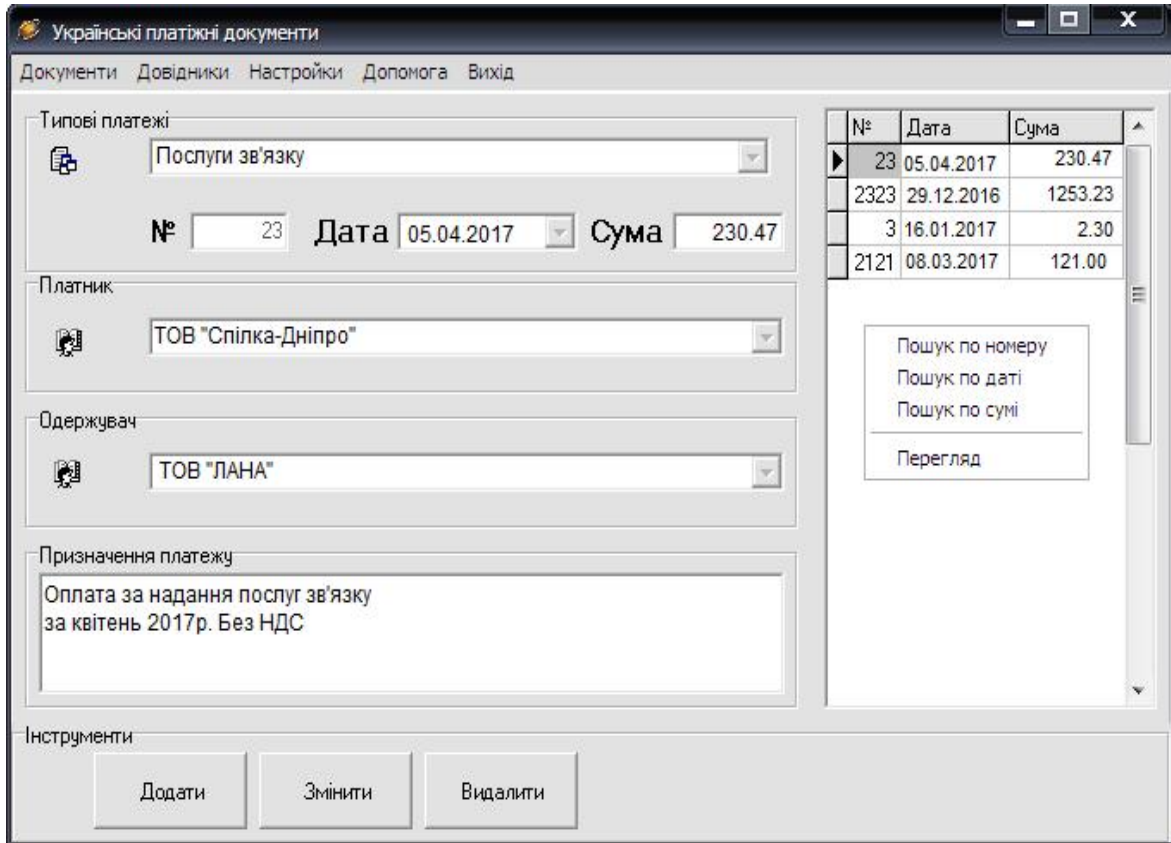 Українські платіжні документи
Документи Довідники Настройки Допомога Вихід
Типові платежі
Послуги зв'язку
№ 23 Дата 05.04.2017 Сума 230.47
Платник
ТОВ "Спілка-Дніпро"
Одержувач
ТОВ "ЛАНА"
Призначення платежу
Оплата за надання послуг зв'язку
за квітень 2017р. Без НДС
№ Дата Сума
23 05.04.2017 230.47
2323 29.12.2016 1253.23
3 16.01.2017 2.30
2121 08.03.2017 121.00
Пошук по номеру
Пошук по даті
Пошук по сумі
Перегляд
Інструменти
Додати Змінити Видалити